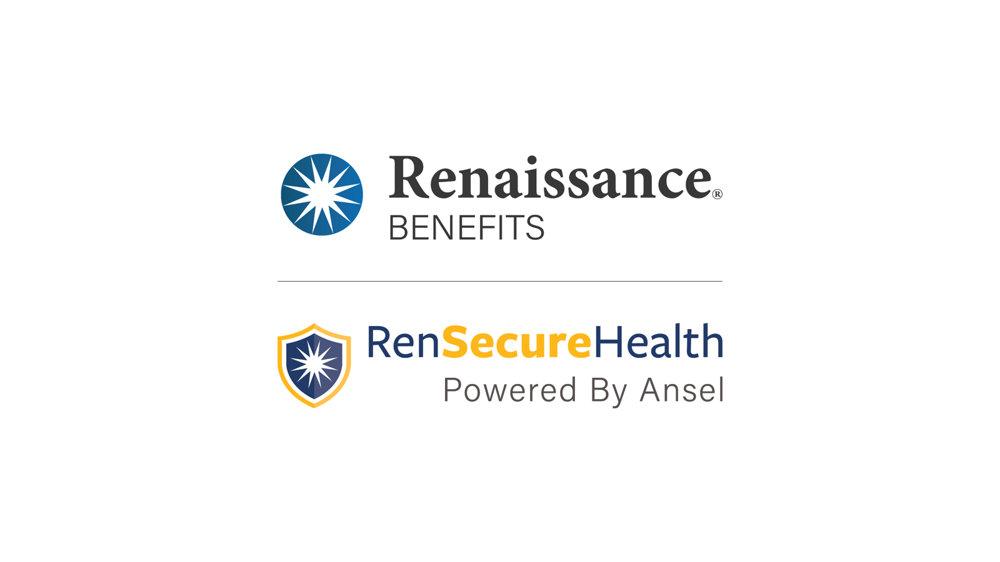 Renaissance®
BENEFITS
RenSecureHealth
Powered By Ansel